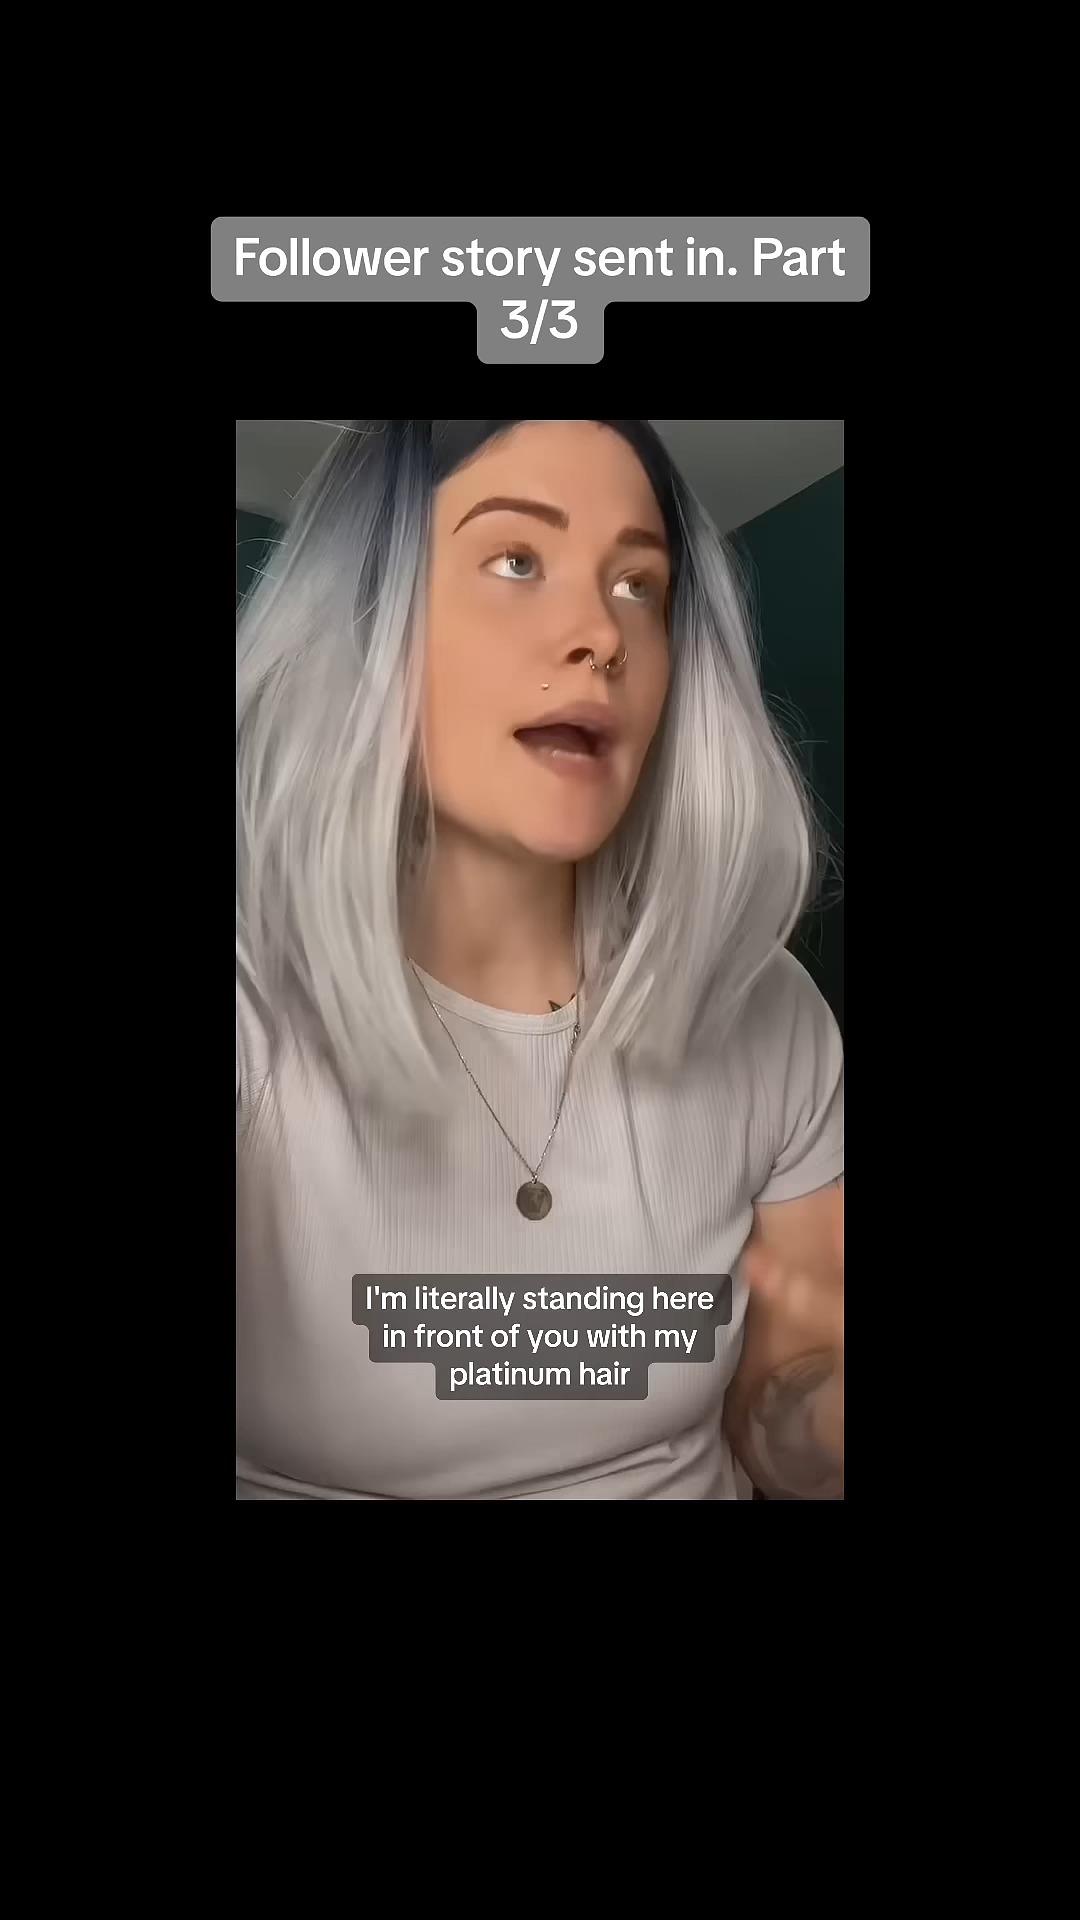 Follower story sent in. Part
3/3
I'm literally standing here
in front of you with my
platinum hair